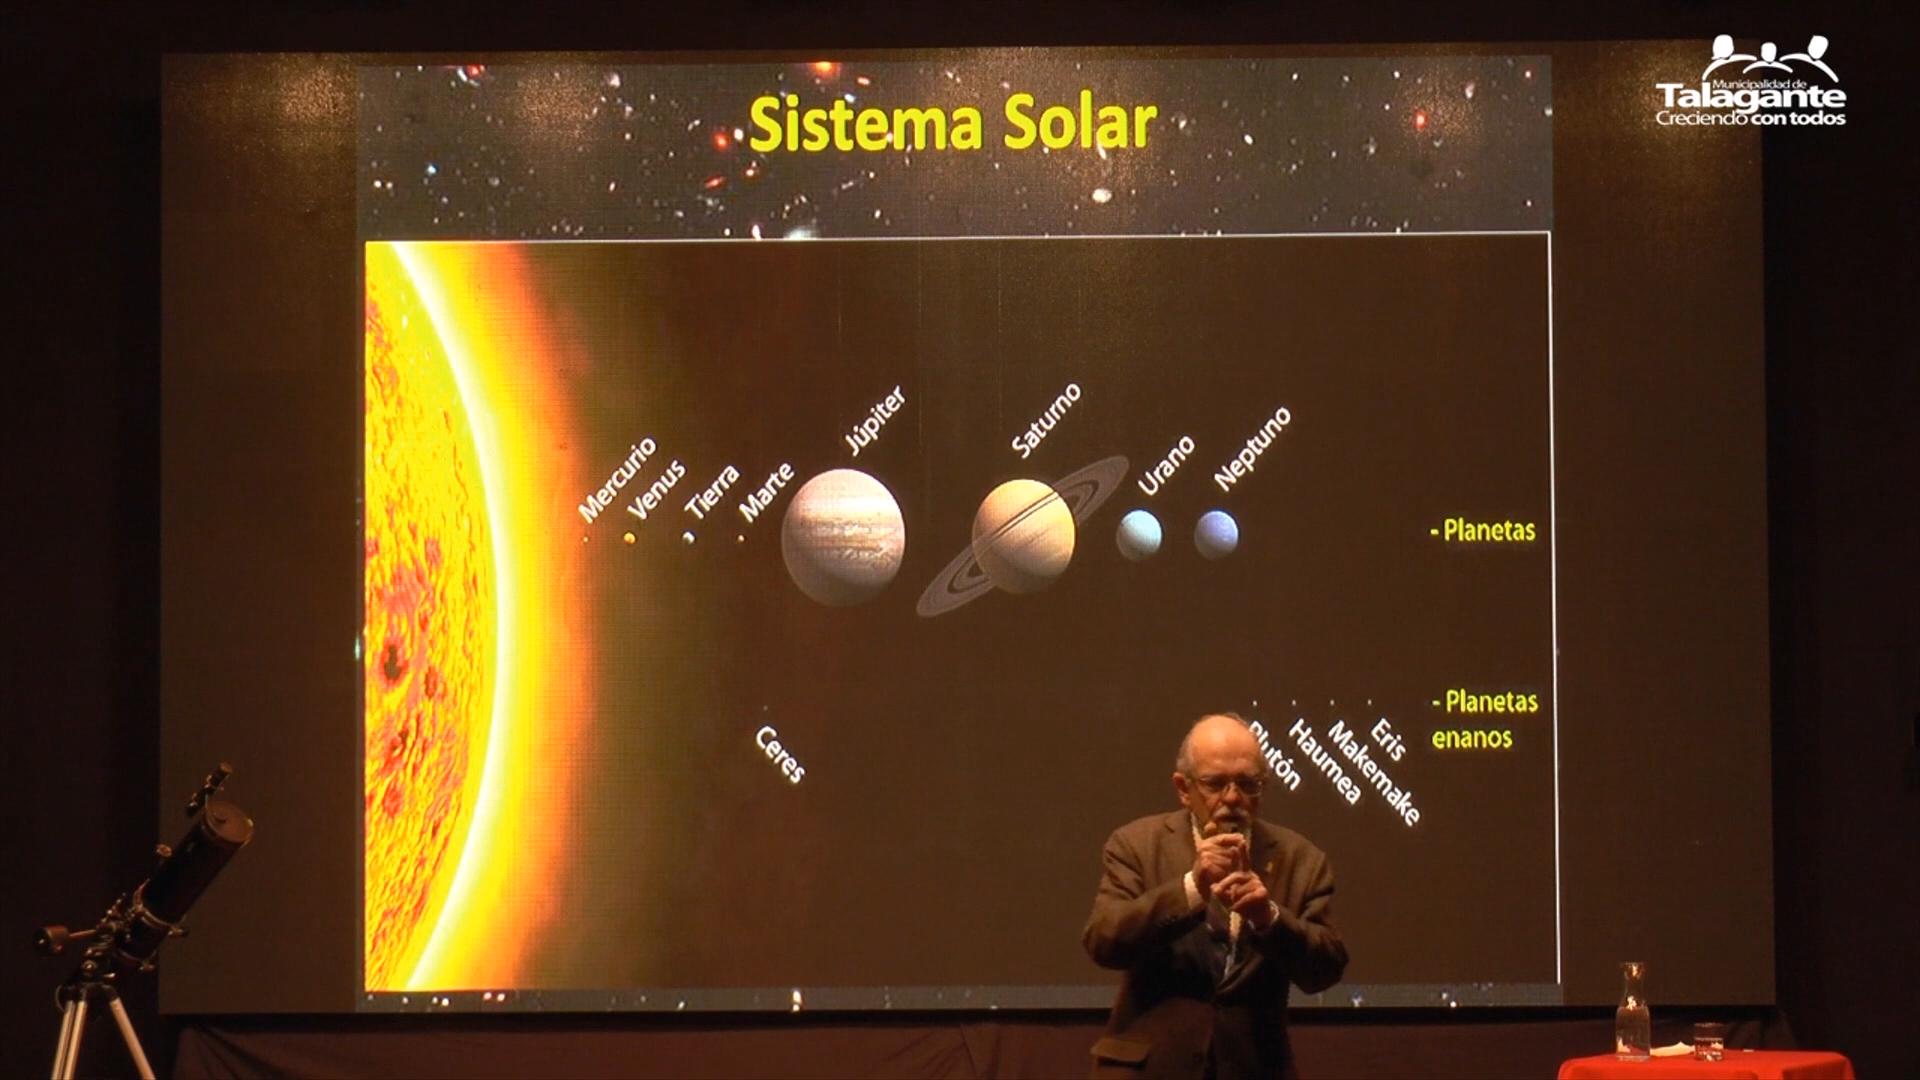 Municipalidad de
Talagante
Creciendo con todos
Sistema Solar
Mercurio
Venus
Tierra
Marte
Júpiter
Saturno
Urano
Neptuno
- Planetas
Ceres
Plutón
Haumea
Makemake
Eris
- Planetas
enanos